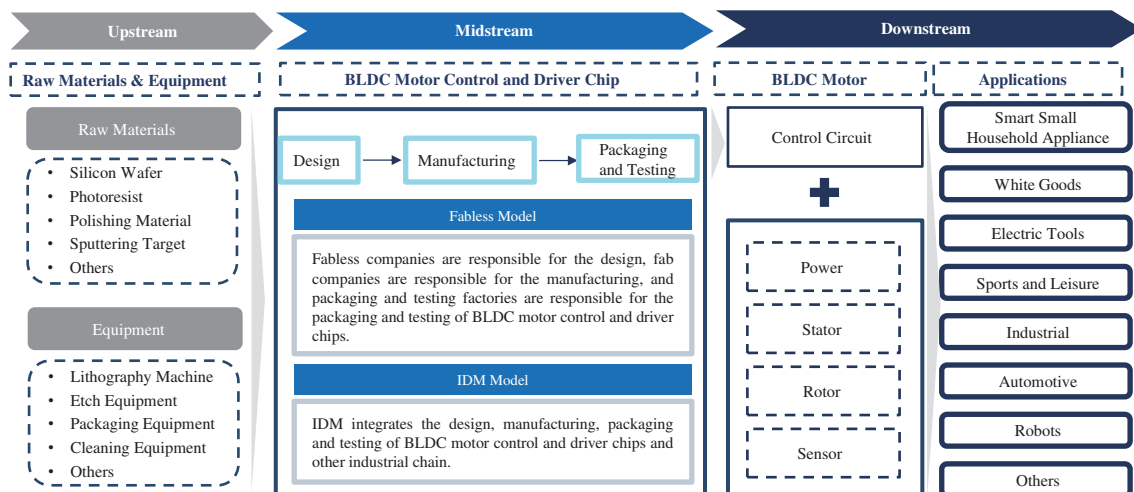 Upstream
Midstream
Downstream
Raw Materials & Equipment
BLDC Motor Control and Driver Chip
BLDC Motor
Applications
Raw Materials
• Silicon Wafer
• Photoresist
• Polishing Material
• Sputtering Target
• Others
Equipment
• Lithography Machine
• Etch Equipment
• Packaging Equipment
• Cleaning Equipment
• Others
Design
Manufacturing
Packaging
and Testing
Fabless Model
Fabless companies are responsible for the design, fab
companies are responsible for the manufacturing, and
packaging and testing factories are responsible for the
packaging and testing of BLDC motor control and driver
chips.
IDM Model
IDM integrates the design, manufacturing, packaging
and testing of BLDC motor control and driver chips and
other industrial chain.
Control Circuit
Power
Stator
Rotor
Sensor
Smart Small
Household Appliance
White Goods
Electric Tools
Sports and Leisure
Industrial
Automotive
Robots
Others